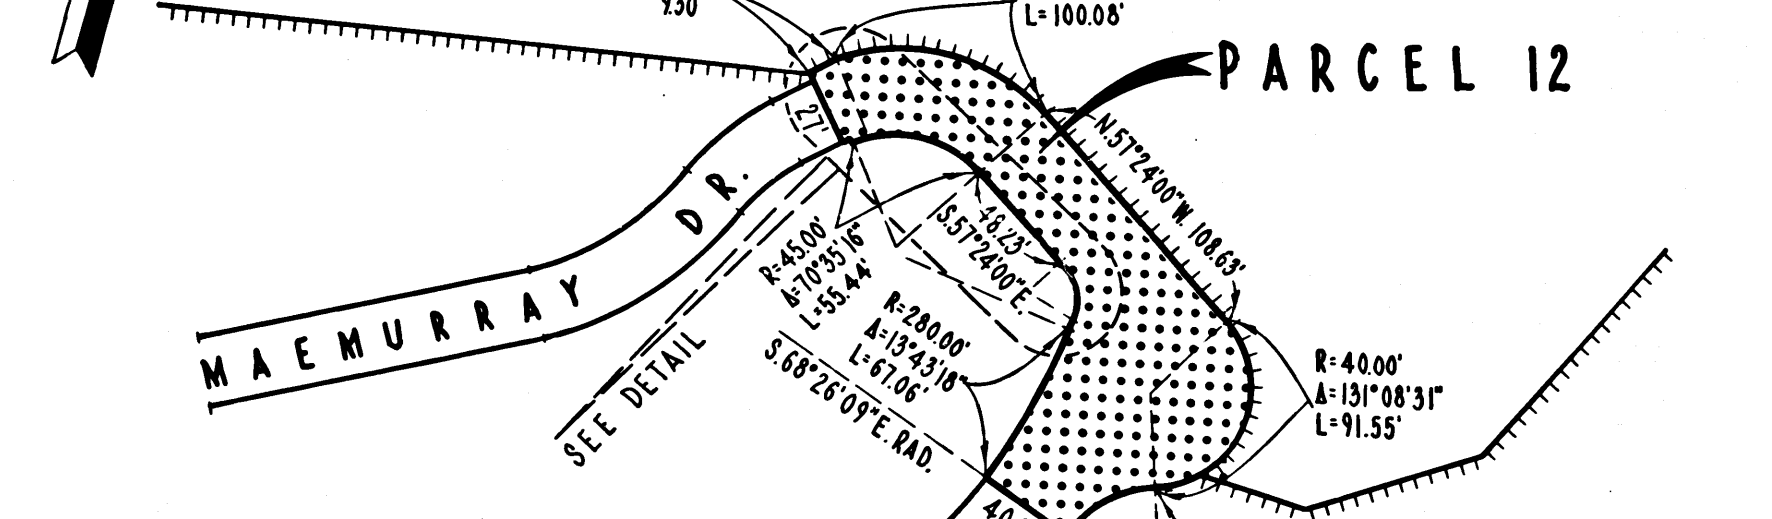 9.50
L=100.08'
PARCEL 12
27'
N.57°24'00"W. 108.63'
48.23'
S.57°24'00"E.
R=45.00'
Δ=70°35'16"
L=55.44'
R=280.00'
Δ=13°43'18"
L=67.06'
S.68°26'09"E. RAD.
MAEMURRAY DR.
SEE DETAIL
R=40.00'
Δ=131°08'31"
L=91.55'
40